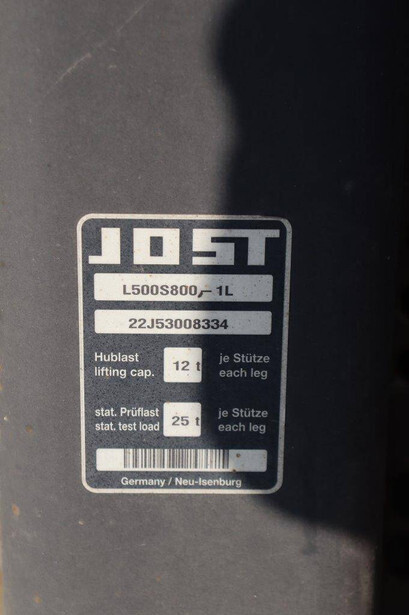 JOST
L500S800,– 1L
22J53008334
Hublast 12 t je Stütze
lifting cap. each leg
stat. Prüflast 25 t je Stütze
stat. test load each leg
Germany / Neu-Isenburg